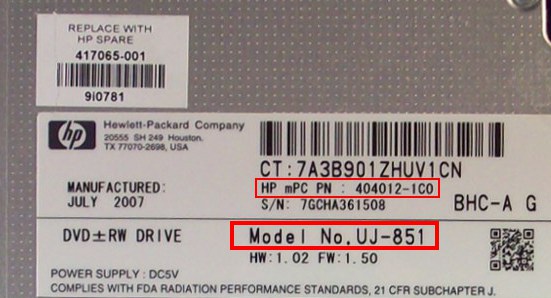 REPLACE WITH
HP SPARE
417065-001
9i0781
hp
Hewlett-Packard Company
20555 SH 249 Houston,
TX 77070-2698, USA
CT:7A3B901ZHUV1CN
HP mPC PN : 404012-1C0
MANUFACTURED:
JULY 2007
S/N: 7GCHA361508
BHC-A G
DVD±RW DRIVE
Model No.UJ-851
HW:1.02 FW:1.50
POWER SUPPLY : DC5V
COMPLIES WITH FDA RADIATION PERFORMANCE STANDARDS, 21 CFR SUBCHAPTER J.